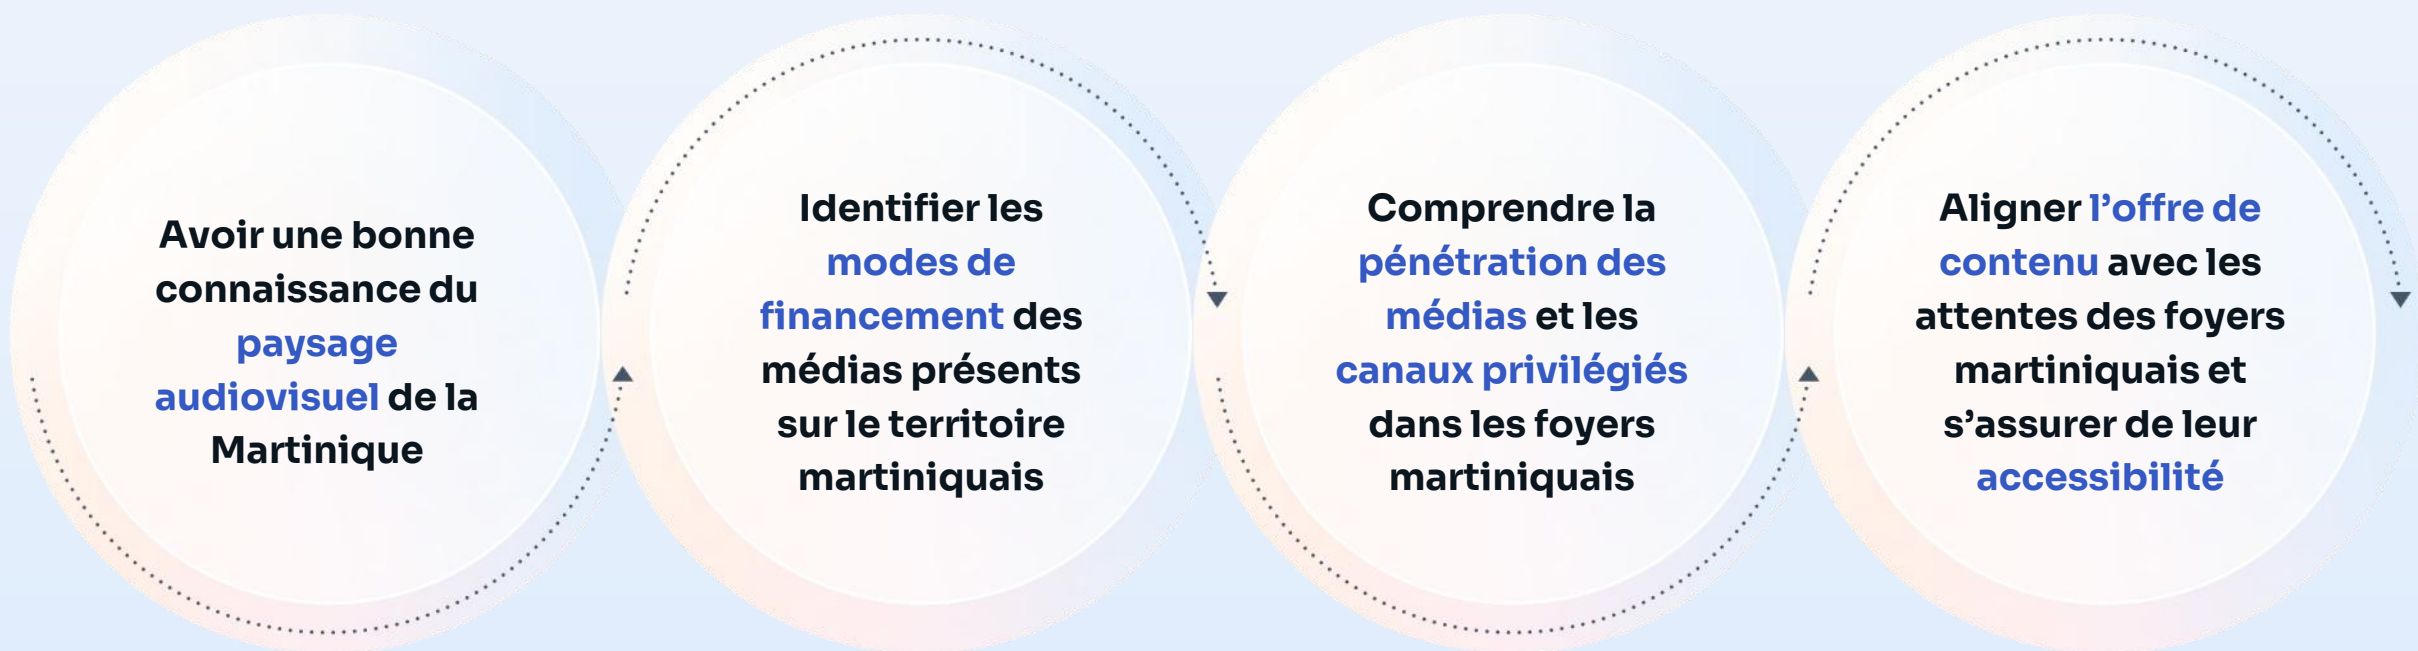 Avoir une bonne
connaissance du
paysage
audiovisuel de la
Martinique
Identifier les
modes de
financement des
médias présents
sur le territoire
martiniquais
Comprendre la
pénétration des
médias et les
canaux privilégiés
dans les foyers
martiniquais
Aligner l’offre de
contenu avec les
attentes des foyers
martiniquais et
s’assurer de leur
accessibilité